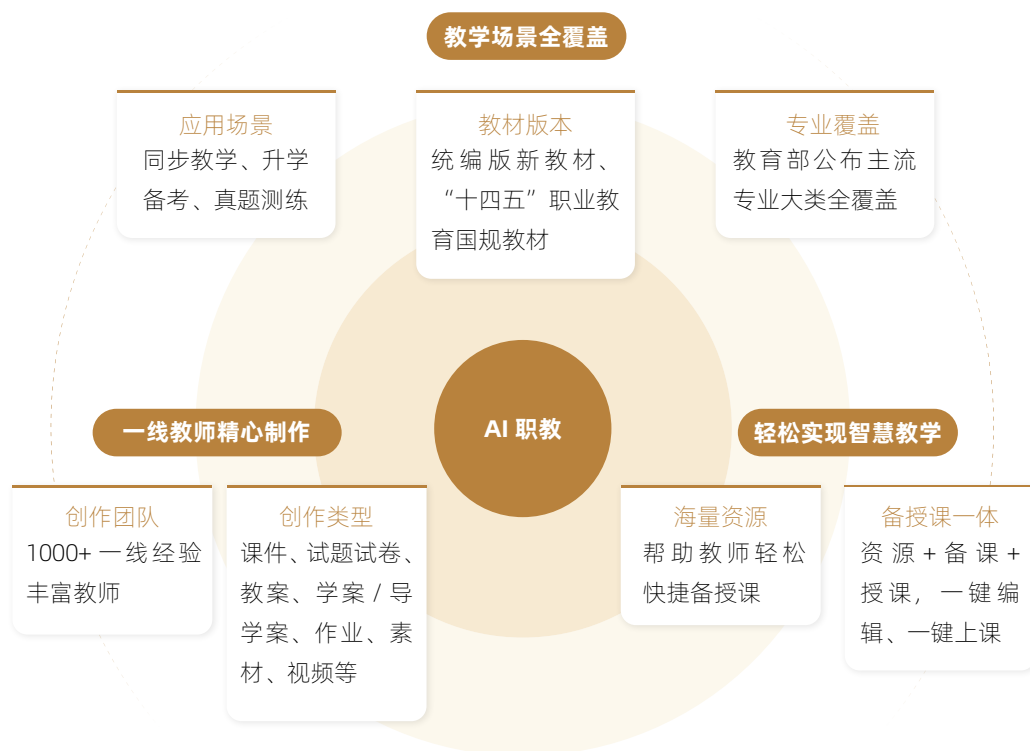 教学场景全覆盖
应用场景
同步教学、升学
备考、真题测练
教材版本
统编版新教材、
“十四五”职业教
育国规教材
专业覆盖
教育部公布主流
专业大类全覆盖
AI 职教
一线教师精心制作
创作团队
1000+ 一线经验
丰富教师
创作类型
课件、试题试卷、
教案、学案 / 导
学案、作业、素
材、视频等
轻松实现智慧教学
海量资源
帮助教师轻松
快捷备授课
备授课一体
资源 + 备课 +
授课，一键编
辑、一键上课